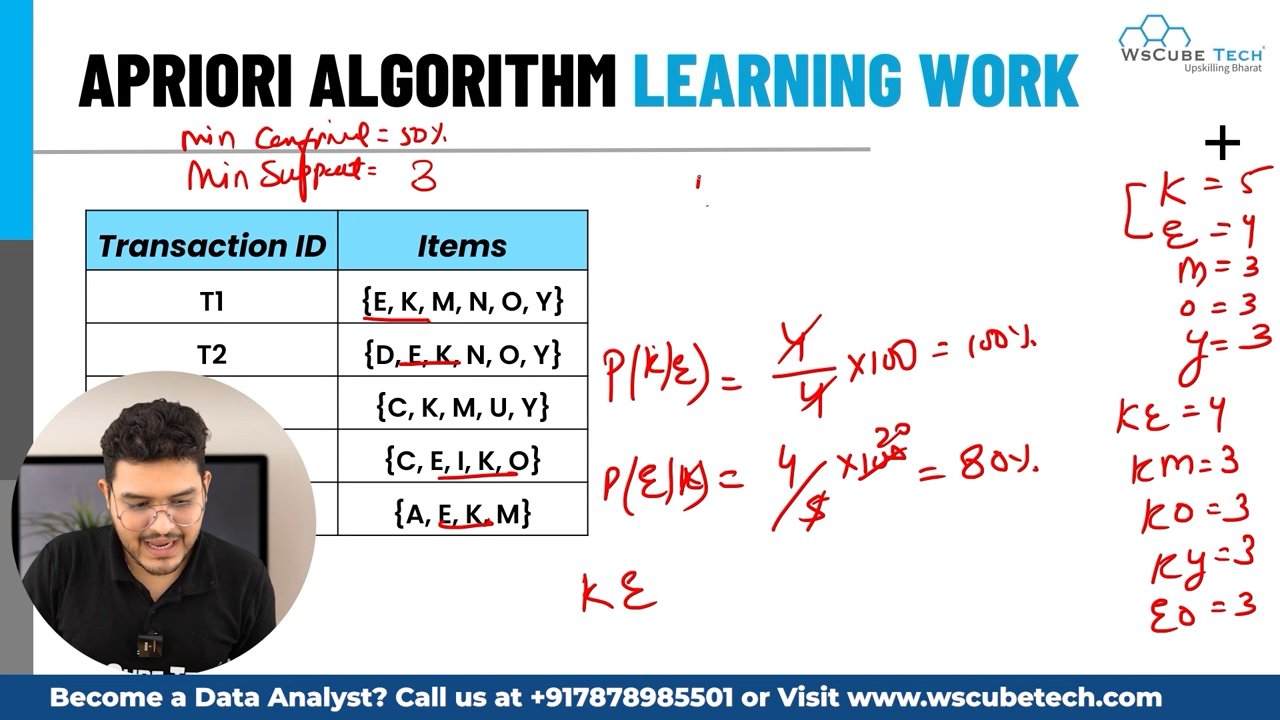 WsCube Tech
Upskilling Bharat
APRIORI ALGORITHM LEARNING WORK
min = 50%
Min Support = 3
K = 5
E = 4
m = 3
O = 3
y = 3
KE = 4
Km = 3
KO = 3
Ky = 3
EO = 3
Transaction ID Items
T1 {E, K, M, N, O, Y}
T2 {D, E, K, N, O, Y}
{C, K, M, U, Y}
{C, E, I, K, O}
{A, E, K, M}
P(K/E) = 4/4 ×100 = 100%
P(E/K) = 4/5 ×100 20 = 80%
K E
Become a Data Analyst? Call us at +917878985501 or Visit www.wscubetech.com